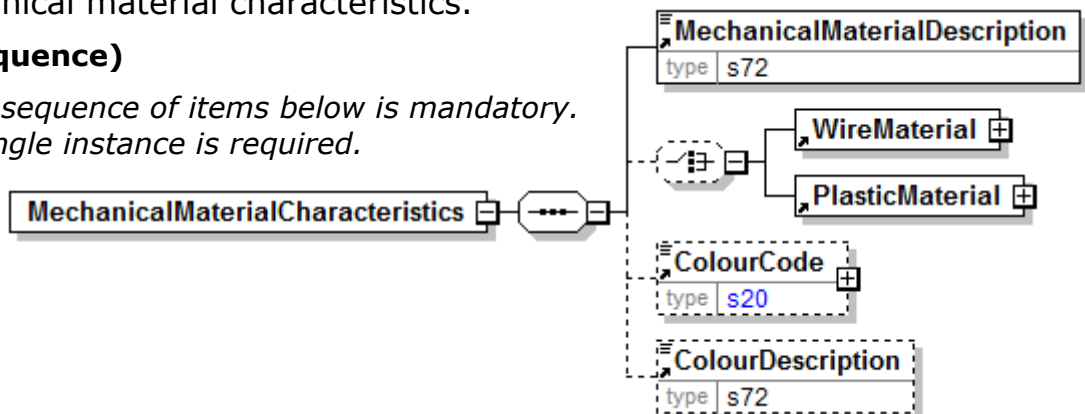 nical material characteristics.
quence)
sequence of items below is mandatory.
ngle instance is required.
MechanicalMaterialCharacteristics
MechanicalMaterialDescription
type s72
WireMaterial
PlasticMaterial
ColourCode
type s20
ColourDescription
type s72